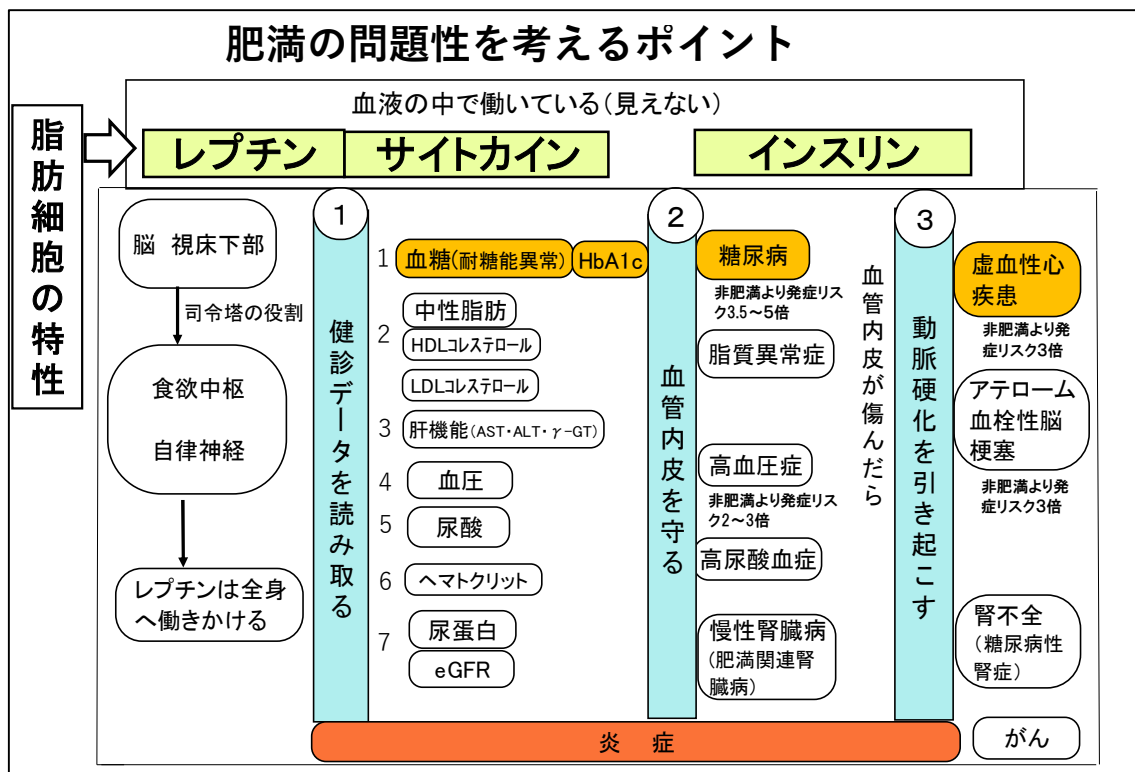 肥満の問題性を考えるポイント
脂肪細胞の特性
血液の中で働いている(見えない)
レプチン
サイトカイン
インスリン
脳 視床下部
司令塔の役割
食欲中枢
自律神経
レプチンは全身
へ働きかける
1
健診データを読み取る
1
血糖(耐糖能異常)
HbA1c
2
中性脂肪
HDLコレステロール
LDLコレステロール
3
肝機能(AST・ALT・γ-GT)
4
血圧
5
尿酸
6
ヘマトクリット
7
尿蛋白
eGFR
2
血管内皮を守る
糖尿病
非肥満より発症リス
ク3.5~5倍
脂質異常症
高血圧症
非肥満より発症リス
ク2~3倍
高尿酸血症
慢性腎臓病
(肥満関連腎
臓病)
血管内皮が傷んだら
3
動脈硬化を引き起こす
虚血性心
疾患
非肥満より発
症リスク3倍
アテローム
血栓性脳
梗塞
非肥満より発
症リスク3倍
腎不全
(糖尿病性
腎症)
がん
炎 症